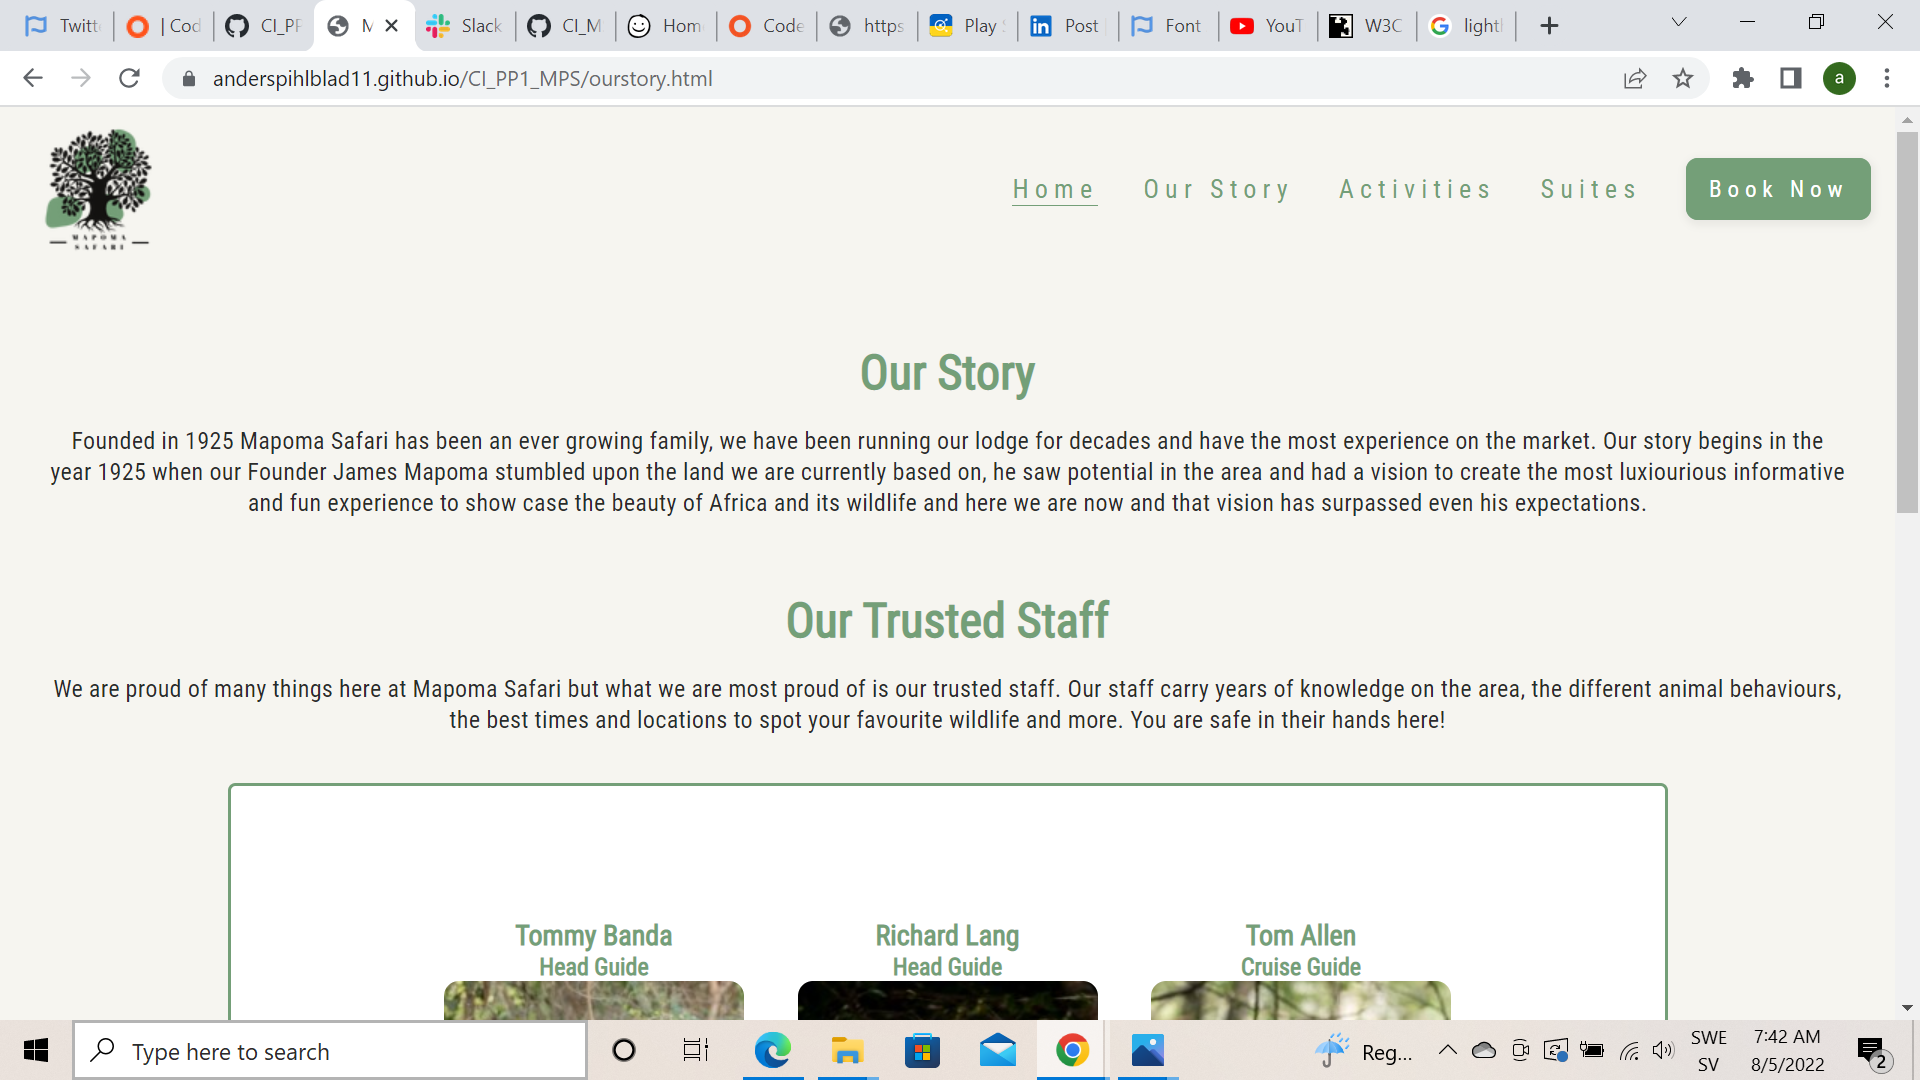 Twitt
| Cod
CI_PP
M
Slack
CI_M
Hom
Code
https
Play
Post
Font
YouT
W3C
light
anderspihlblad11.github.io/CI_PP1_MPS/ourstory.html
a
MAPOMA
SAFARI
Home
Our Story
Activities
Suites
Book Now
Our Story
Founded in 1925 Mapoma Safari has been an ever growing family, we have been running our lodge for decades and have the most experience on the market. Our story begins in the
year 1925 when our Founder James Mapoma stumbled upon the land we are currently based on, he saw potential in the area and had a vision to create the most luxiourious informative
and fun experience to show case the beauty of Africa and its wildlife and here we are now and that vision has surpassed even his expectations.
Our Trusted Staff
We are proud of many things here at Mapoma Safari but what we are most proud of is our trusted staff. Our staff carry years of knowledge on the area, the different animal behaviours,
the best times and locations to spot your favourite wildlife and more. You are safe in their hands here!
Tommy Banda
Head Guide
Richard Lang
Head Guide
Tom Allen
Cruise Guide
Type here to search
Reg...
SWE
SV
7:42 AM
8/5/2022
2